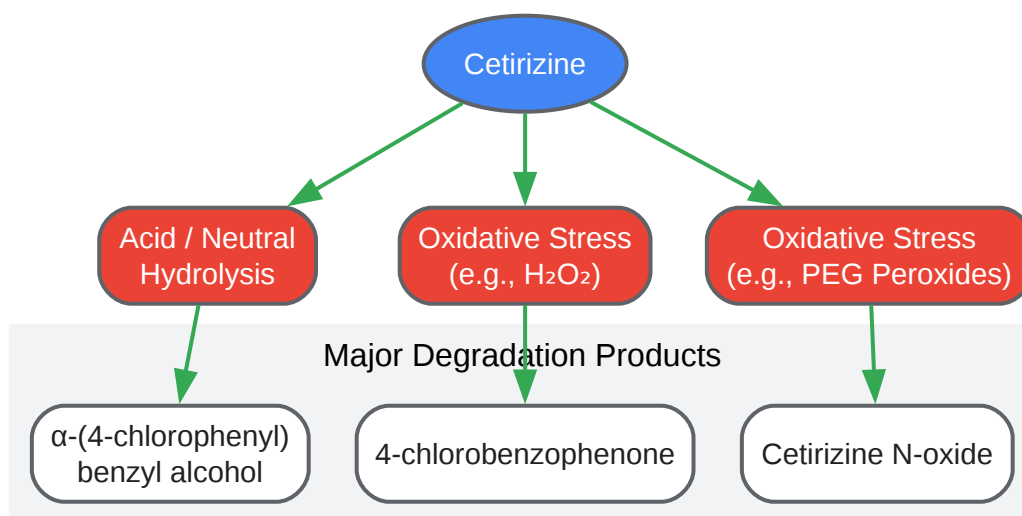 Cetirizine
Acid / Neutral
Hydrolysis
Oxidative Stress
(e.g., H₂O₂)
Oxidative Stress
(e.g., PEG Peroxides)
Major Degradation Products
α-(4-chlorophenyl)
benzyl alcohol
4-chlorobenzophenone
Cetirizine N-oxide